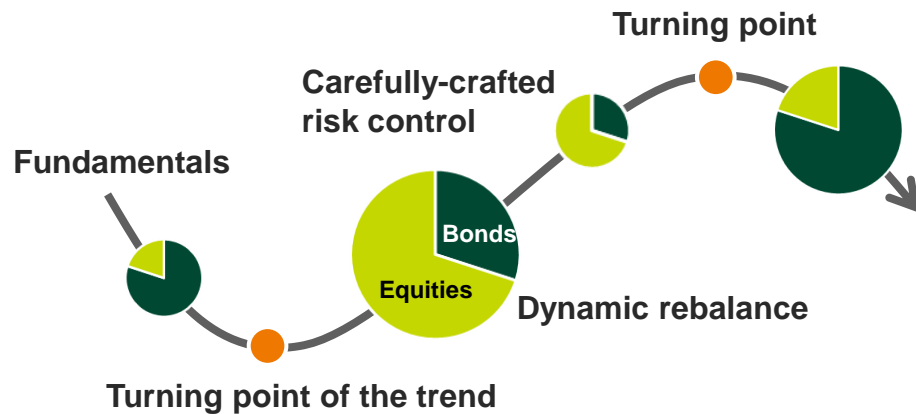 Turning point
Carefully-crafted
risk control
Fundamentals
Bonds
Equities
Dynamic rebalance
Turning point of the trend